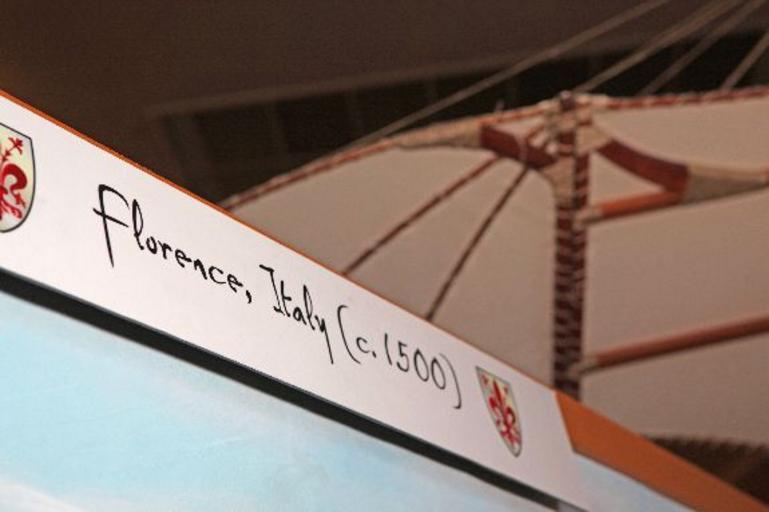 Florence, Italy (c. 1500)